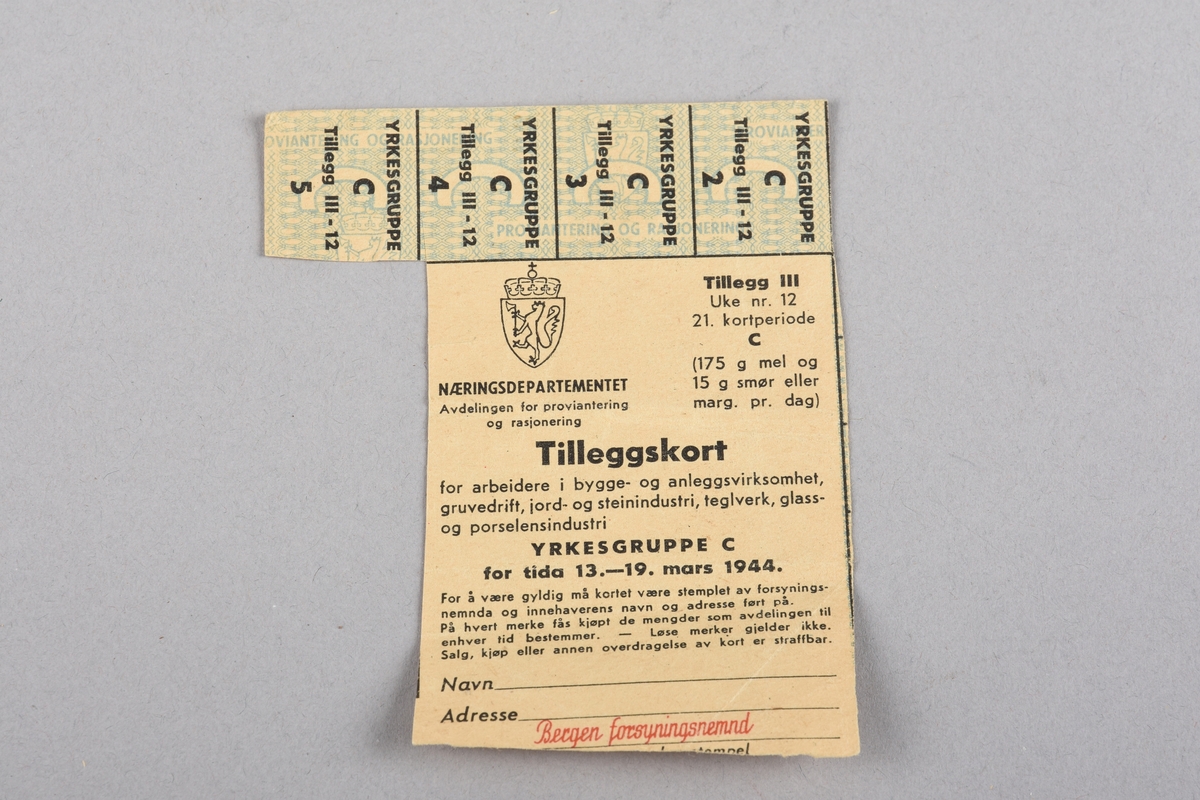 YRKESGRUPPE
C
Tillegg III - 12
5
YRKESGRUPPE
C
Tillegg III - 12
4
YRKESGRUPPE
C
Tillegg III - 12
3
YRKESGRUPPE
C
Tillegg III - 12
2
PROVIANTERING OG RASJONERING
NÆRINGSDEPARTEMENTET
Avdelingen for proviantering
og rasjonering
Tillegg III
Uke nr. 12
21. kortperiode
C
(175 g mel og
15 g smør eller
marg. pr. dag)
Tilleggskort
for arbeidere i bygge- og anleggsvirksomhet,
gruvedrift, jord- og steinindustri, teglverk, glass-
og porselensindustri
YRKESGRUPPE C
for tida 13.—19. mars 1944.
For å være gyldig må kortet være stemplet av forsynings-
nemnda og innehaverens navn og adresse ført på.
På hvert merke fås kjøpt de mengder som avdelingen til
enhver tid bestemmer. — Løse merker gjelder ikke.
Salg, kjøp eller annen overdragelse av kort er straffbar.
Navn
Adresse
Bergen forsyningsnemnd